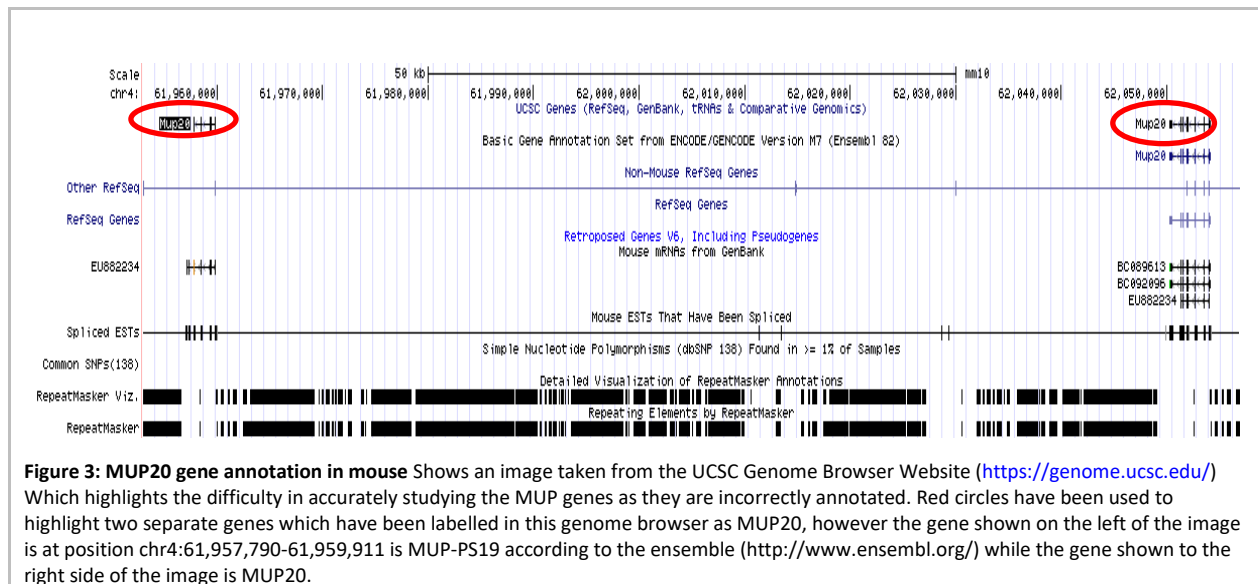 Scale 50 kb mm10
chr4: 61,960,000 61,970,000 61,980,000 61,990,000 62,000,000 62,010,000 62,020,000 62,030,000 62,040,000 62,050,000
UCSC Genes (RefSeq, GenBank, tRNAs & Comparative Genomics)
Mup20 Mup20
Basic Gene Annotation Set from ENCODE/GENCODE Version M7 (Ensembl 82)
Mup20
Non-Mouse RefSeq Genes
Other RefSeq
RefSeq Genes
RefSeq Genes
Retroposed Genes V6, Including Pseudogenes
Mouse mRNAs from GenBank
EU882234 BC089613
BC092096
EU882234
Mouse ESTs That Have Been Spliced
Spliced ESTs
Simple Nucleotide Polymorphisms (dbSNP 138) Found in >= 1% of Samples
Common SNPs(138)
Detailed Visualization of RepeatMasker Annotations
RepeatMasker Viz.
Repeating Elements by RepeatMasker
RepeatMasker
Figure 3: MUP20 gene annotation in mouse Shows an image taken from the UCSC Genome Browser Website (https://genome.ucsc.edu/)
Which highlights the difficulty in accurately studying the MUP genes as they are incorrectly annotated. Red circles have been used to
highlight two separate genes which have been labelled in this genome browser as MUP20, however the gene shown on the left of the image
is at position chr4:61,957,790-61,959,911 is MUP-PS19 according to the ensemble (http://www.ensembl.org/) while the gene shown to the
right side of the image is MUP20.